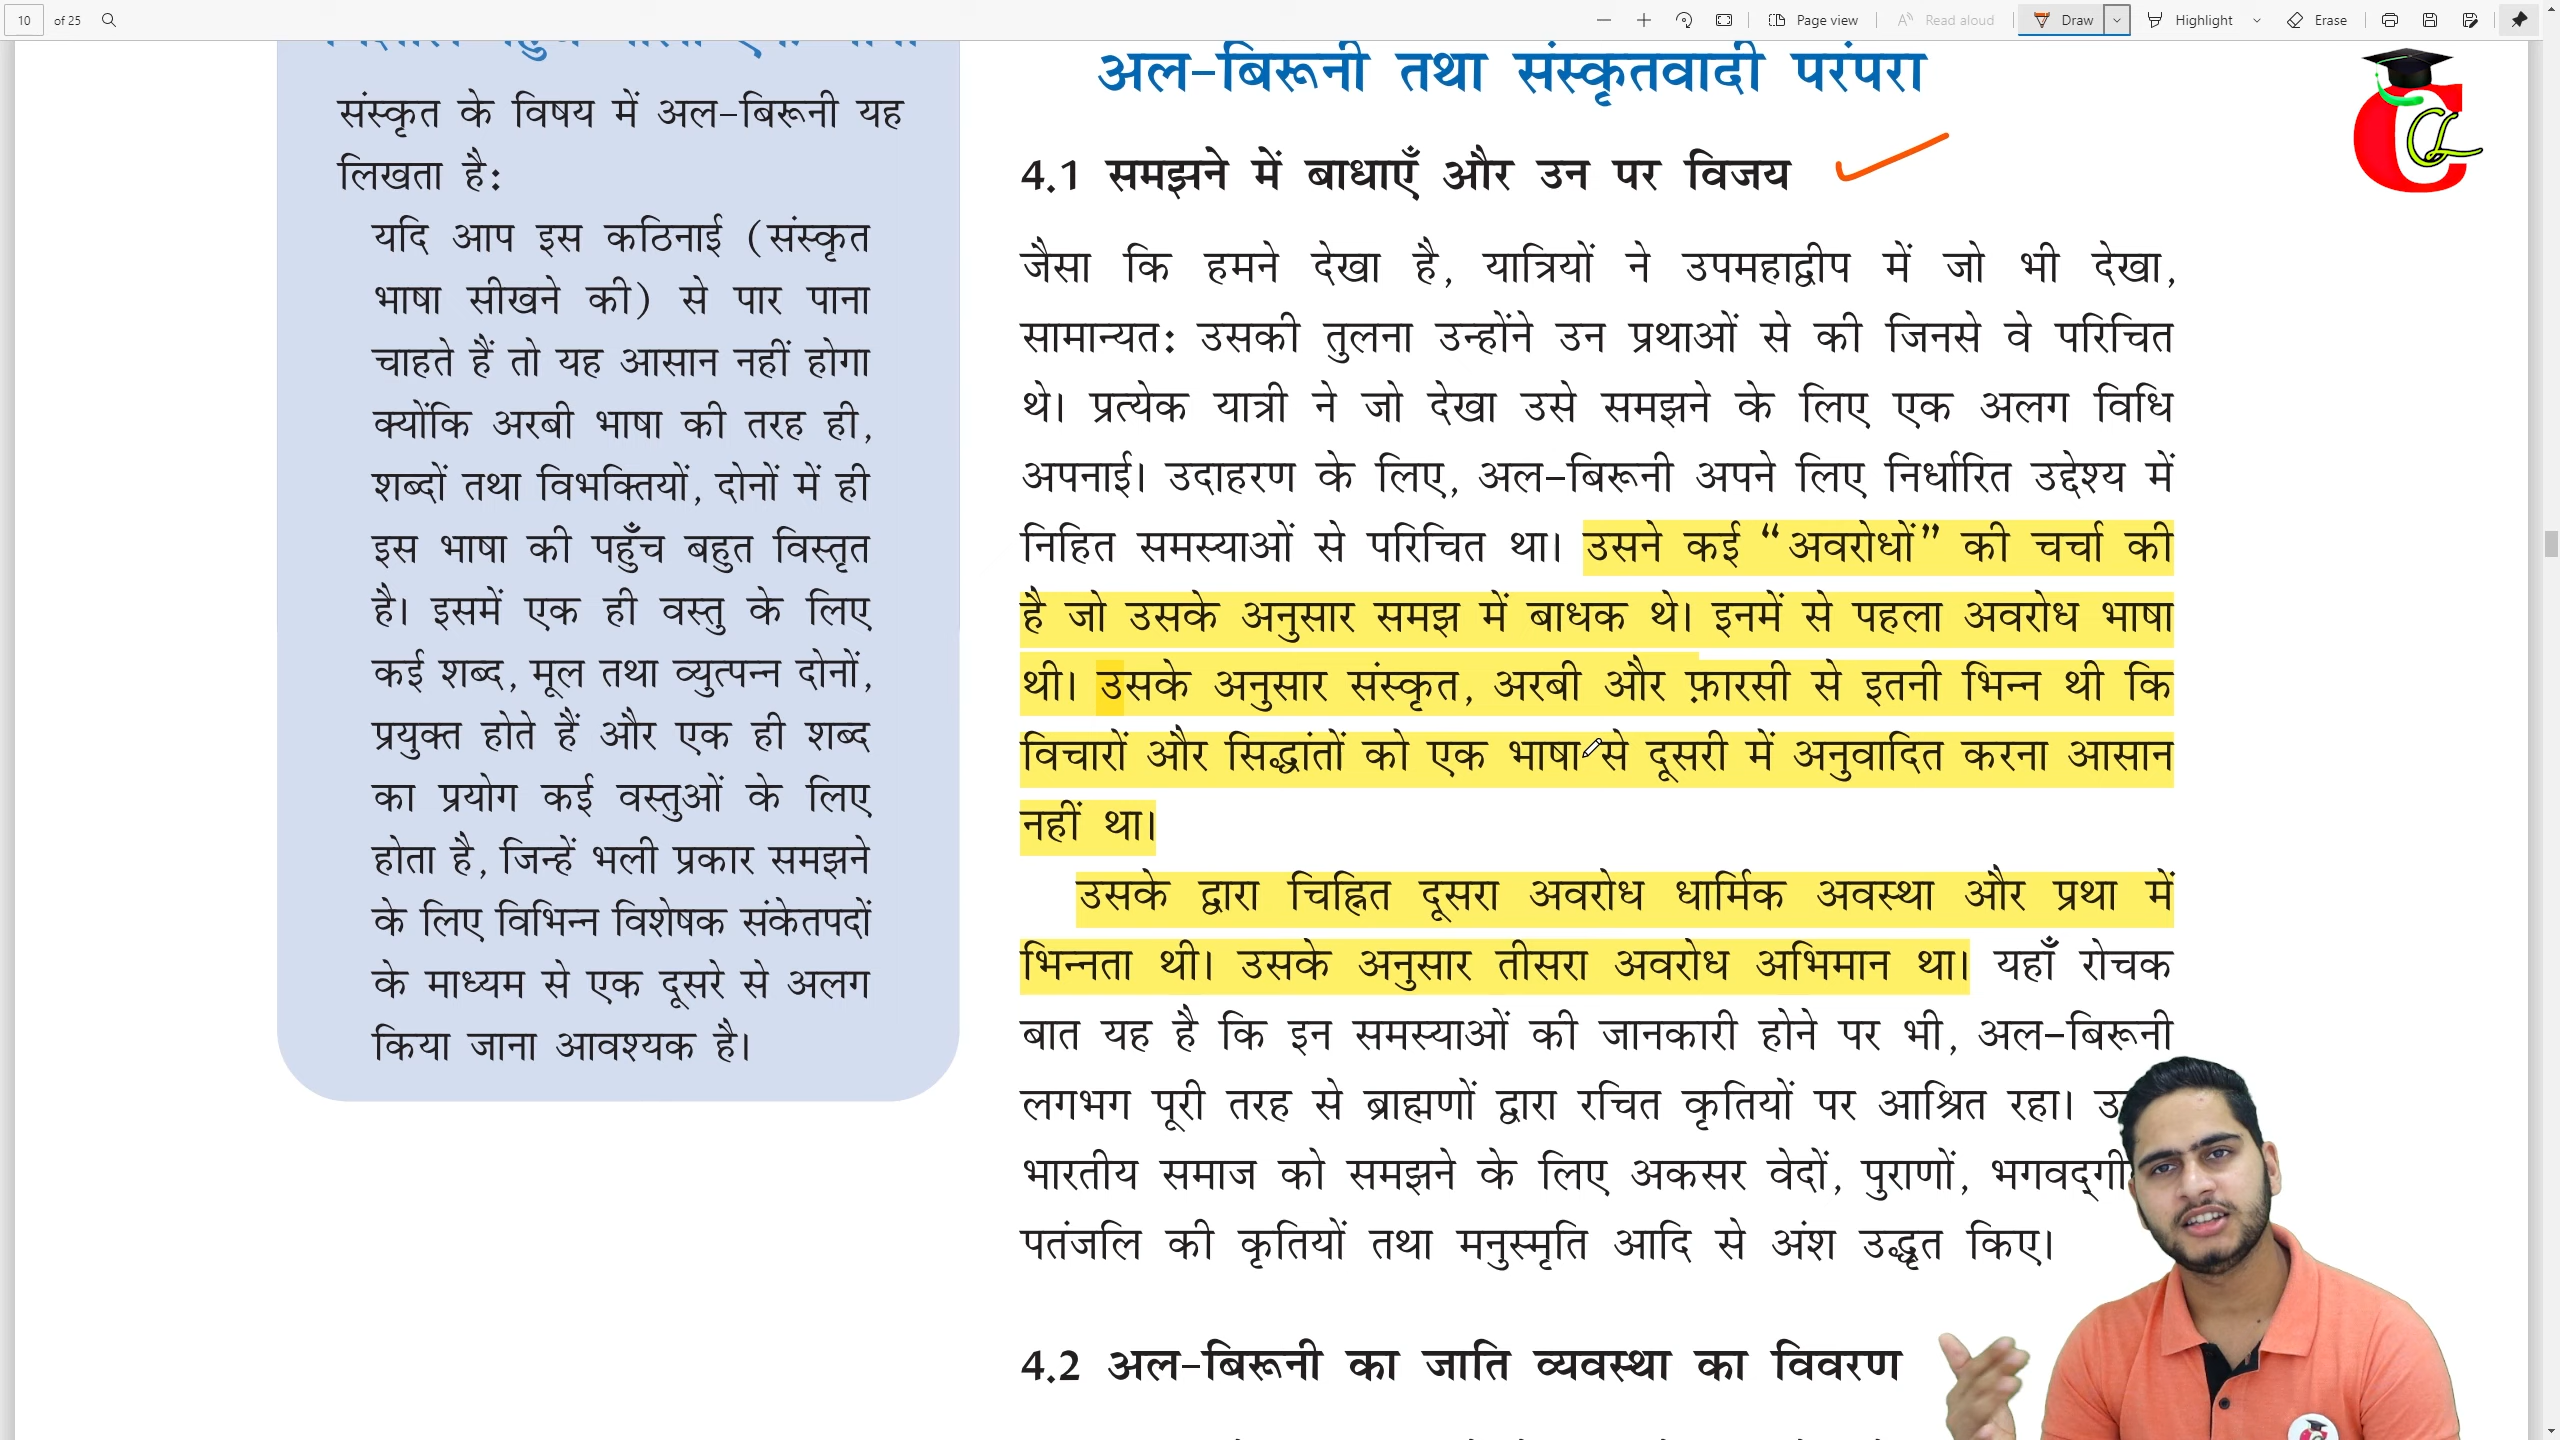 10 of 25 Page view Read aloud Draw Highlight Erase
संस्कृत के विषय में अल-बिरूनी यह
लिखता है:
यदि आप इस कठिनाई (संस्कृत
भाषा सीखने की) से पार पाना
चाहते हैं तो यह आसान नहीं होगा
क्योंकि अरबी भाषा की तरह ही,
शब्दों तथा विभक्तियों, दोनों में ही
इस भाषा की पहुँच बहुत विस्तृत
है। इसमें एक ही वस्तु के लिए
कई शब्द, मूल तथा व्युत्पन्न दोनों,
प्रयुक्त होते हैं और एक ही शब्द
का प्रयोग कई वस्तुओं के लिए
होता है, जिन्हें भली प्रकार समझने
के लिए विभिन्न विशेषक संकेतपदों
के माध्यम से एक दूसरे से अलग
किया जाना आवश्यक है।
अल-बिरूनी तथा संस्कृतवादी परंपरा
4.1 समझने में बाधाएँ और उन पर विजय
जैसा कि हमने देखा है, यात्रियों ने उपमहाद्वीप में जो भी देखा,
सामान्यत: उसकी तुलना उन्होंने उन प्रथाओं से की जिनसे वे परिचित
थे। प्रत्येक यात्री ने जो देखा उसे समझने के लिए एक अलग विधि
अपनाई। उदाहरण के लिए, अल-बिरूनी अपने लिए निर्धारित उद्देश्य में
निहित समस्याओं से परिचित था। उसने कई “अवरोधों” की चर्चा की
है जो उसके अनुसार समझ में बाधक थे। इनमें से पहला अवरोध भाषा
थी। उसके अनुसार संस्कृत, अरबी और फ़ारसी से इतनी भिन्न थी कि
विचारों और सिद्धांतों को एक भाषा से दूसरी में अनुवादित करना आसान
नहीं था।
उसके द्वारा चिह्नित दूसरा अवरोध धार्मिक अवस्था और प्रथा में
भिन्नता थी। उसके अनुसार तीसरा अवरोध अभिमान था। यहाँ रोचक
बात यह है कि इन समस्याओं की जानकारी होने पर भी, अल-बिरूनी
लगभग पूरी तरह से ब्राह्मणों द्वारा रचित कृतियों पर आश्रित रहा।
भारतीय समाज को समझने के लिए अकसर वेदों, पुराणों,
पतंजलि की कृतियों तथा मनुस्मृति आदि से अंश उद्धृत किए।
4.2 अल-बिरूनी का जाति व्यवस्था का विवरण